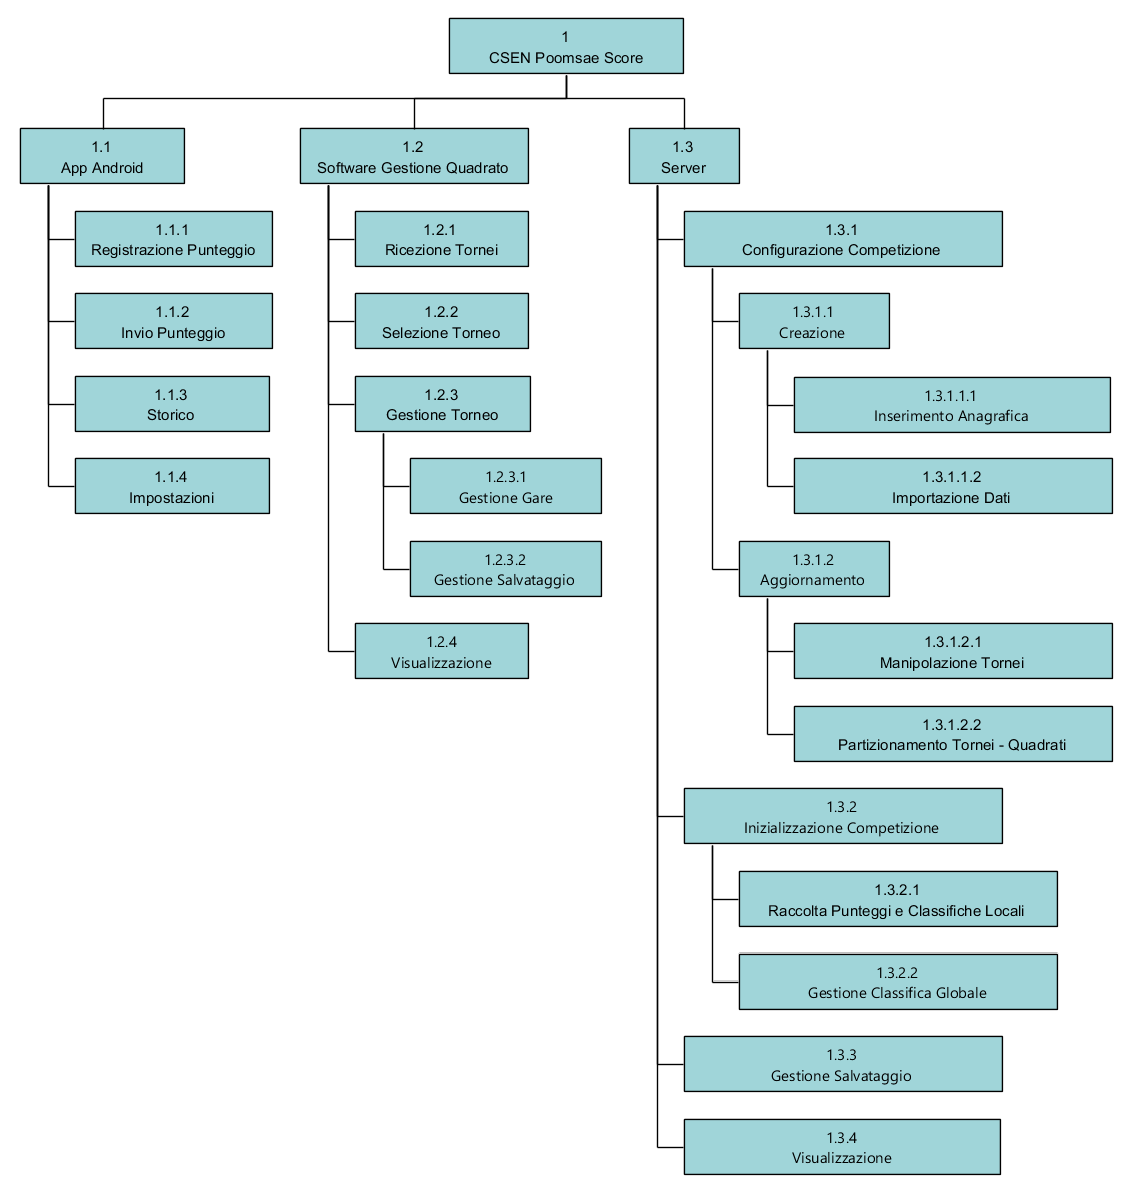 1
CSEN Poomsae Score
1.1
App Android
1.1.1
Registrazione Punteggio
1.1.2
Invio Punteggio
1.1.3
Storico
1.1.4
Impostazioni
1.2
Software Gestione Quadrato
1.2.1
Ricezione Tornei
1.2.2
Selezione Torneo
1.2.3
Gestione Torneo
1.2.3.1
Gestione Gare
1.2.3.2
Gestione Salvataggio
1.2.4
Visualizzazione
1.3
Server
1.3.1
Configurazione Competizione
1.3.1.1
Creazione
1.3.1.1.1
Inserimento Anagrafica
1.3.1.1.2
Importazione Dati
1.3.1.2
Aggiornamento
1.3.1.2.1
Manipolazione Tornei
1.3.1.2.2
Partizionamento Tornei - Quadrati
1.3.2
Inizializzazione Competizione
1.3.2.1
Raccolta Punteggi e Classifiche Locali
1.3.2.2
Gestione Classifica Globale
1.3.3
Gestione Salvataggio
1.3.4
Visualizzazione